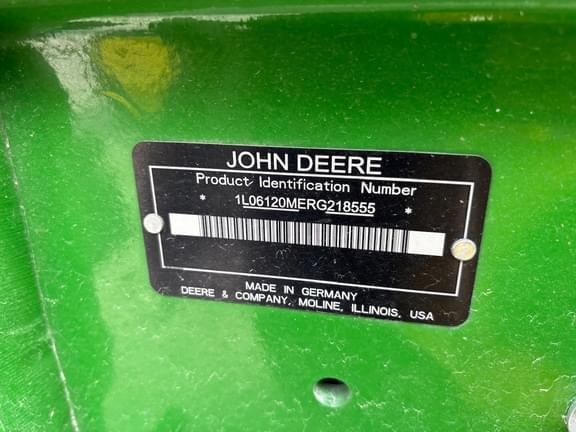 JOHN DEERE
Product Identification Number
* 1L06120MERG218555 *
MADE IN GERMANY
DEERE & COMPANY, MOLINE, ILLINOIS, USA